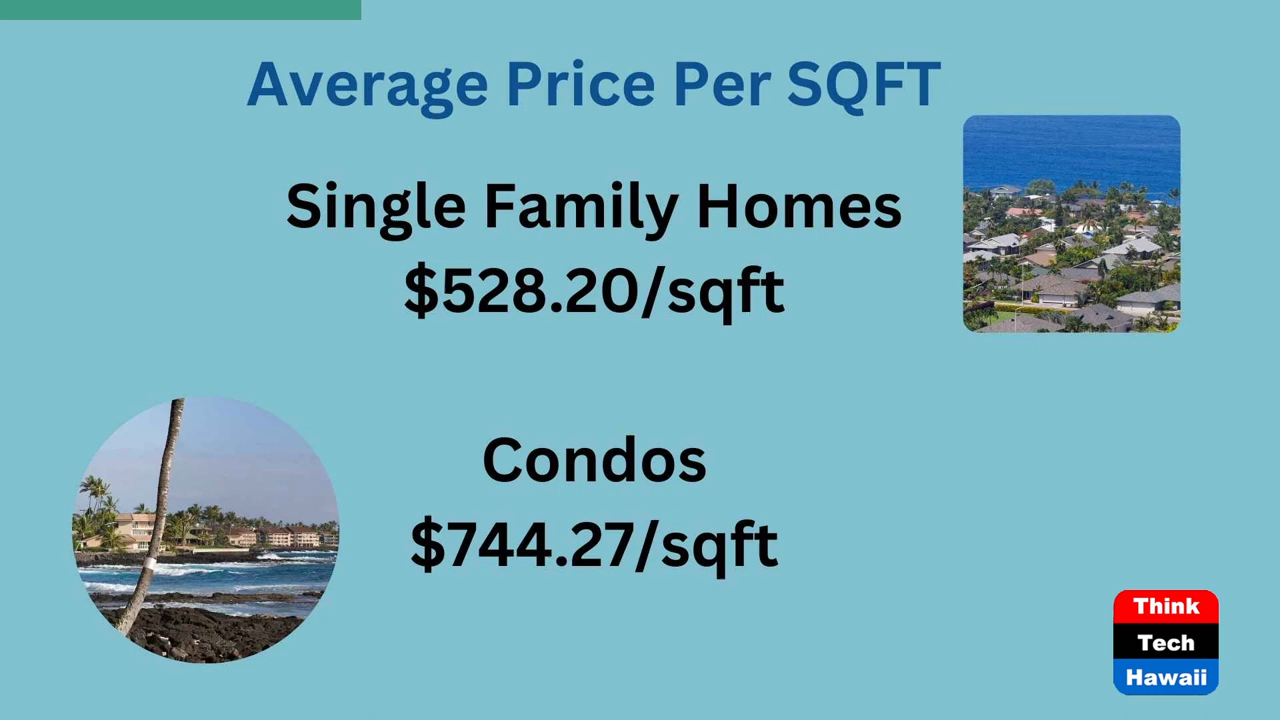 Average Price Per SQFT
Single Family Homes
$528.20/sqft
Condos
$744.27/sqft
Think
Tech
Hawaii